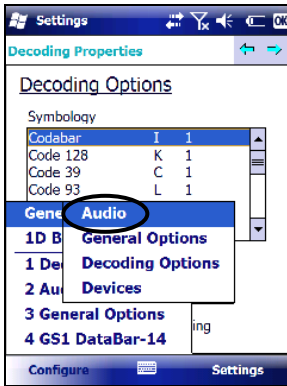 Settings OK
Decoding Properties
Decoding Options
Symbology
Codabar I 1
Code 128 K 1
Code 39 C 1
Code 93 L 1
Gene Audio
1D B General Options
1 De Decoding Options
2 Au Devices
3 General Options
ing
4 GS1 DataBar-14
Configure Settings